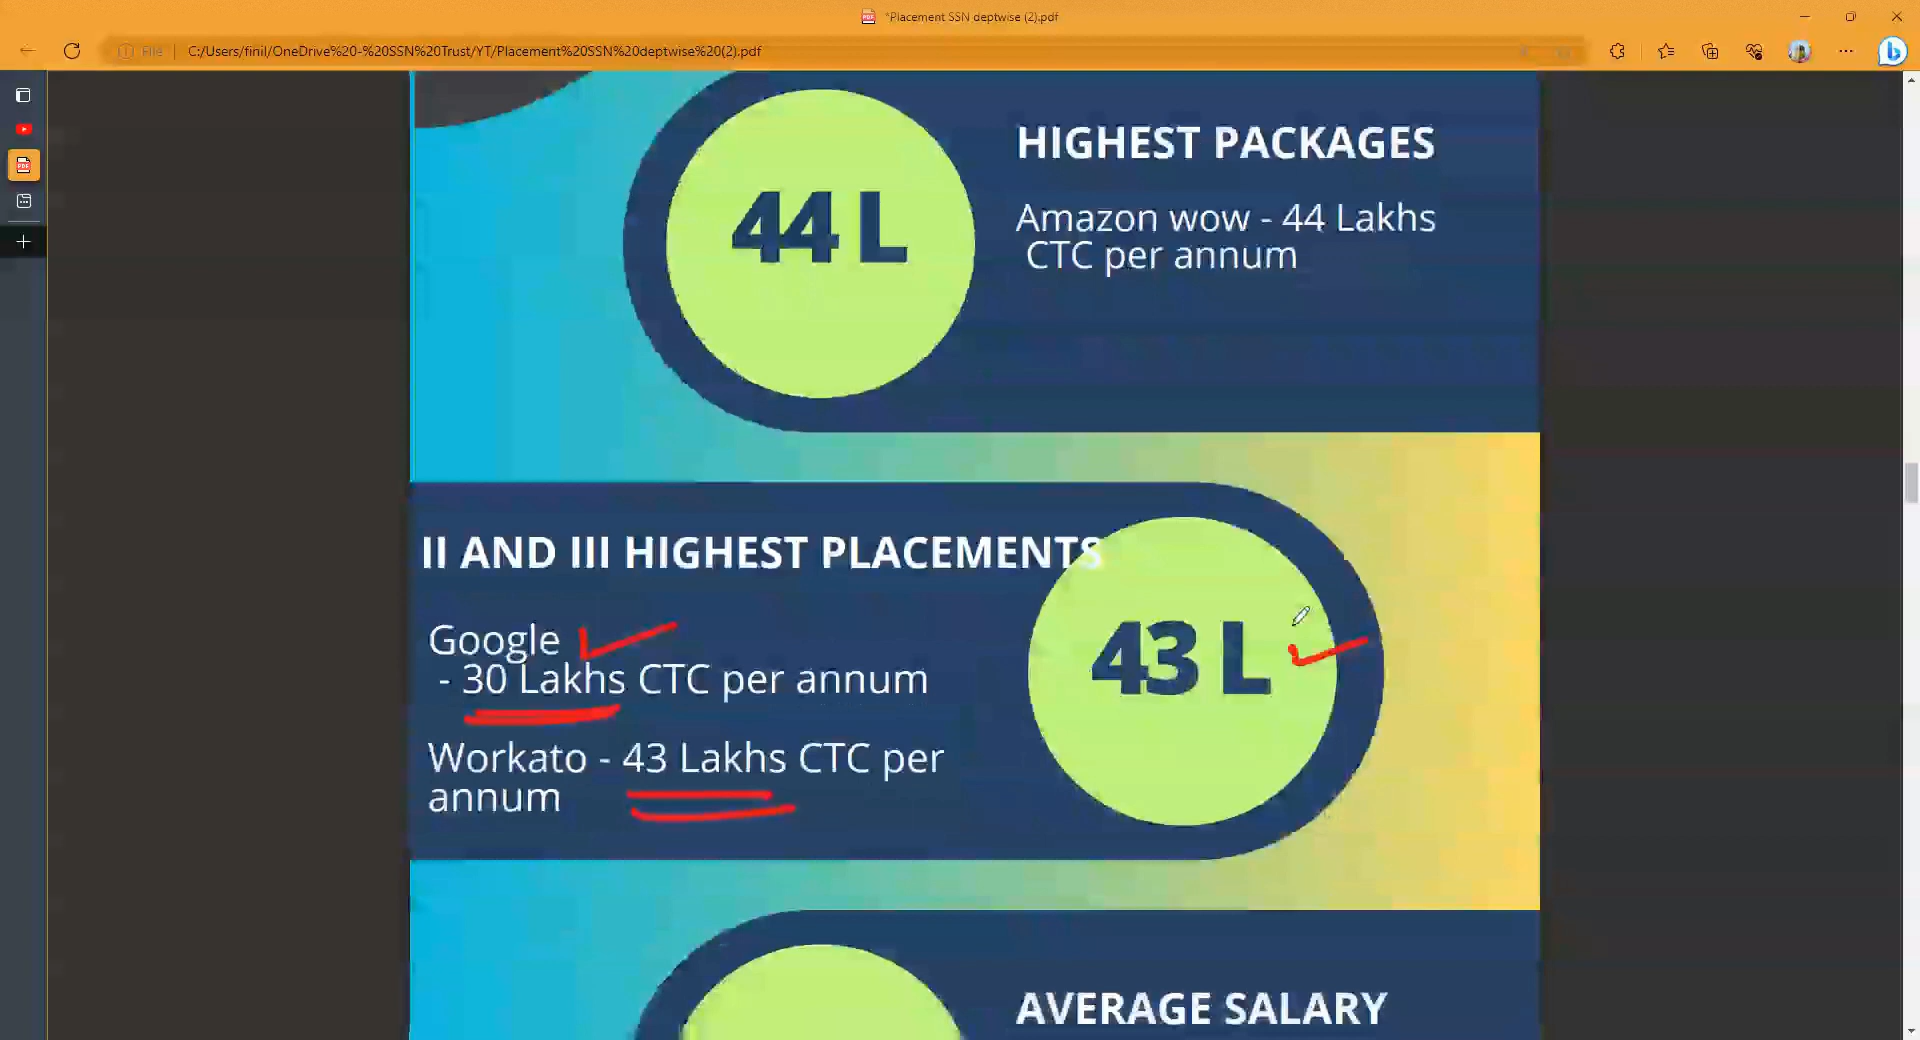 *Placement SSN deptwise (2).pdf
File
C:/Users/finil/OneDrive%20-%20SSN%20Trust/YT/Placement%20SSN%20deptwise%20(2).pdf
44 L
HIGHEST PACKAGES
Amazon wow - 44 Lakhs
CTC per annum
II AND III HIGHEST PLACEMENTS
Google
- 30 Lakhs CTC per annum
Workato - 43 Lakhs CTC per
annum
43 L
AVERAGE SALARY